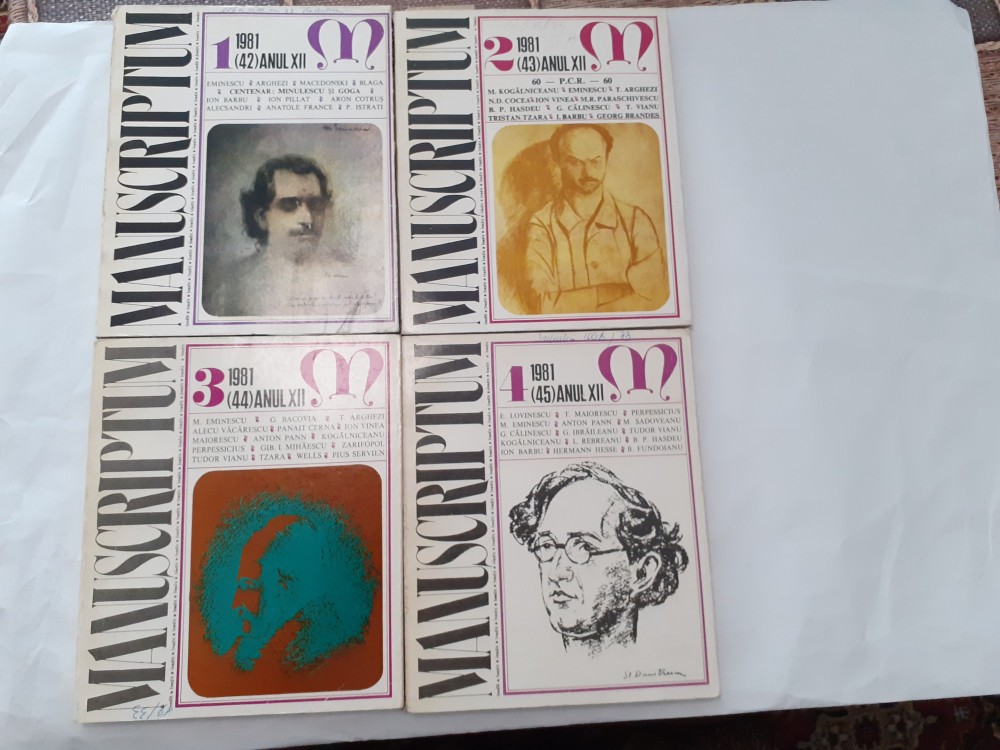 MANUSCRIPTUM
1 1981
(42) ANUL XII
EMINESCU ARGHEZI MACEDONSKI BLAGA
CENTENAR: MINULESCU ȘI GOGA
ION BARBU ION PILLAT ARON COTRUȘ
ALECSANDRI ANATOLE FRANCE P. ISTRATI
MANUSCRIPTUM
2 1981
(43) ANUL XII
60 — P.C.R. — 60
M. KOGĂLNICEANU EMINESCU T. ARGHEZI
N.D. COCEA ION VINEA M.R. PARASCHIVESCU
B. P. HASDEU G. CĂLINESCU T. VIANU
TRISTAN TZARA I. BARBU GEORG BRANDES
MANUSCRIPTUM
3 1981
(44) ANUL XII
M. EMINESCU G. BACOVIA T. ARGHEZI
ALECU VĂCĂRESCU PANAIT CERNA ION VINEA
MAIORESCU ANTON PANN KOGĂLNICEANU
PERPESSICIUS GIB I. MIHĂESCU ZARIFOPOL
TUDOR VIANU TZARA WELLS PIUS SERVIEN
MANUSCRIPTUM
4 1981
(45) ANUL XII
E. LOVINESCU T. MAIORESCU PERPESSICIUS
M. EMINESCU ANTON PANN M. SADOVEANU
G. CĂLINESCU G. IBRĂILEANU TUDOR VIANU
KOGĂLNICEANU L. REBREANU B. P. HASDEU
ION BARBU HERMANN HESSE B. FUNDOIANU